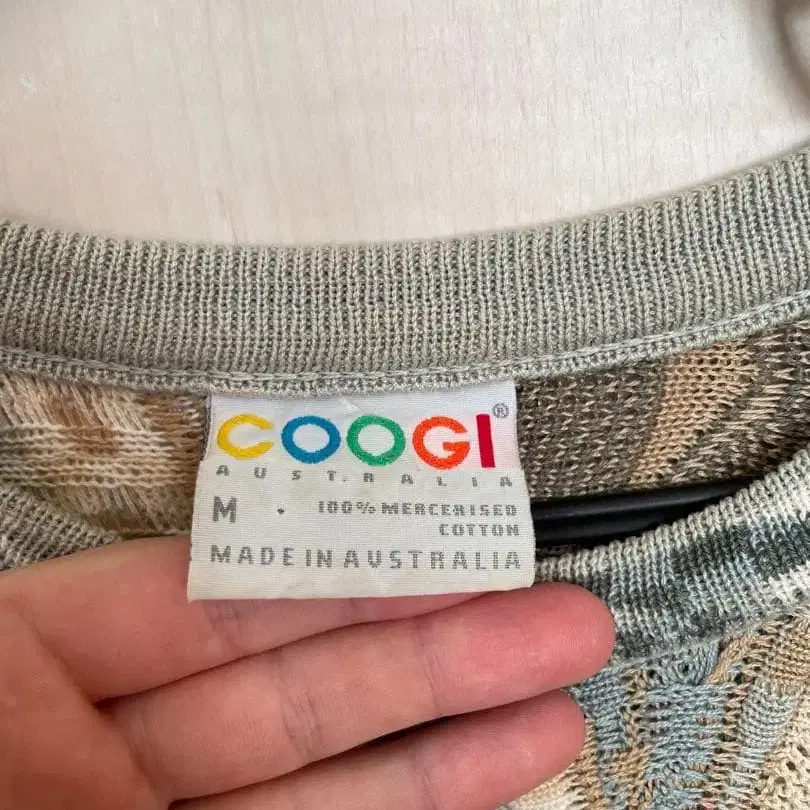 COOGI®
AUSTRALIA
M · 100% MERCERISED
COTTON
MADE IN AUSTRALIA